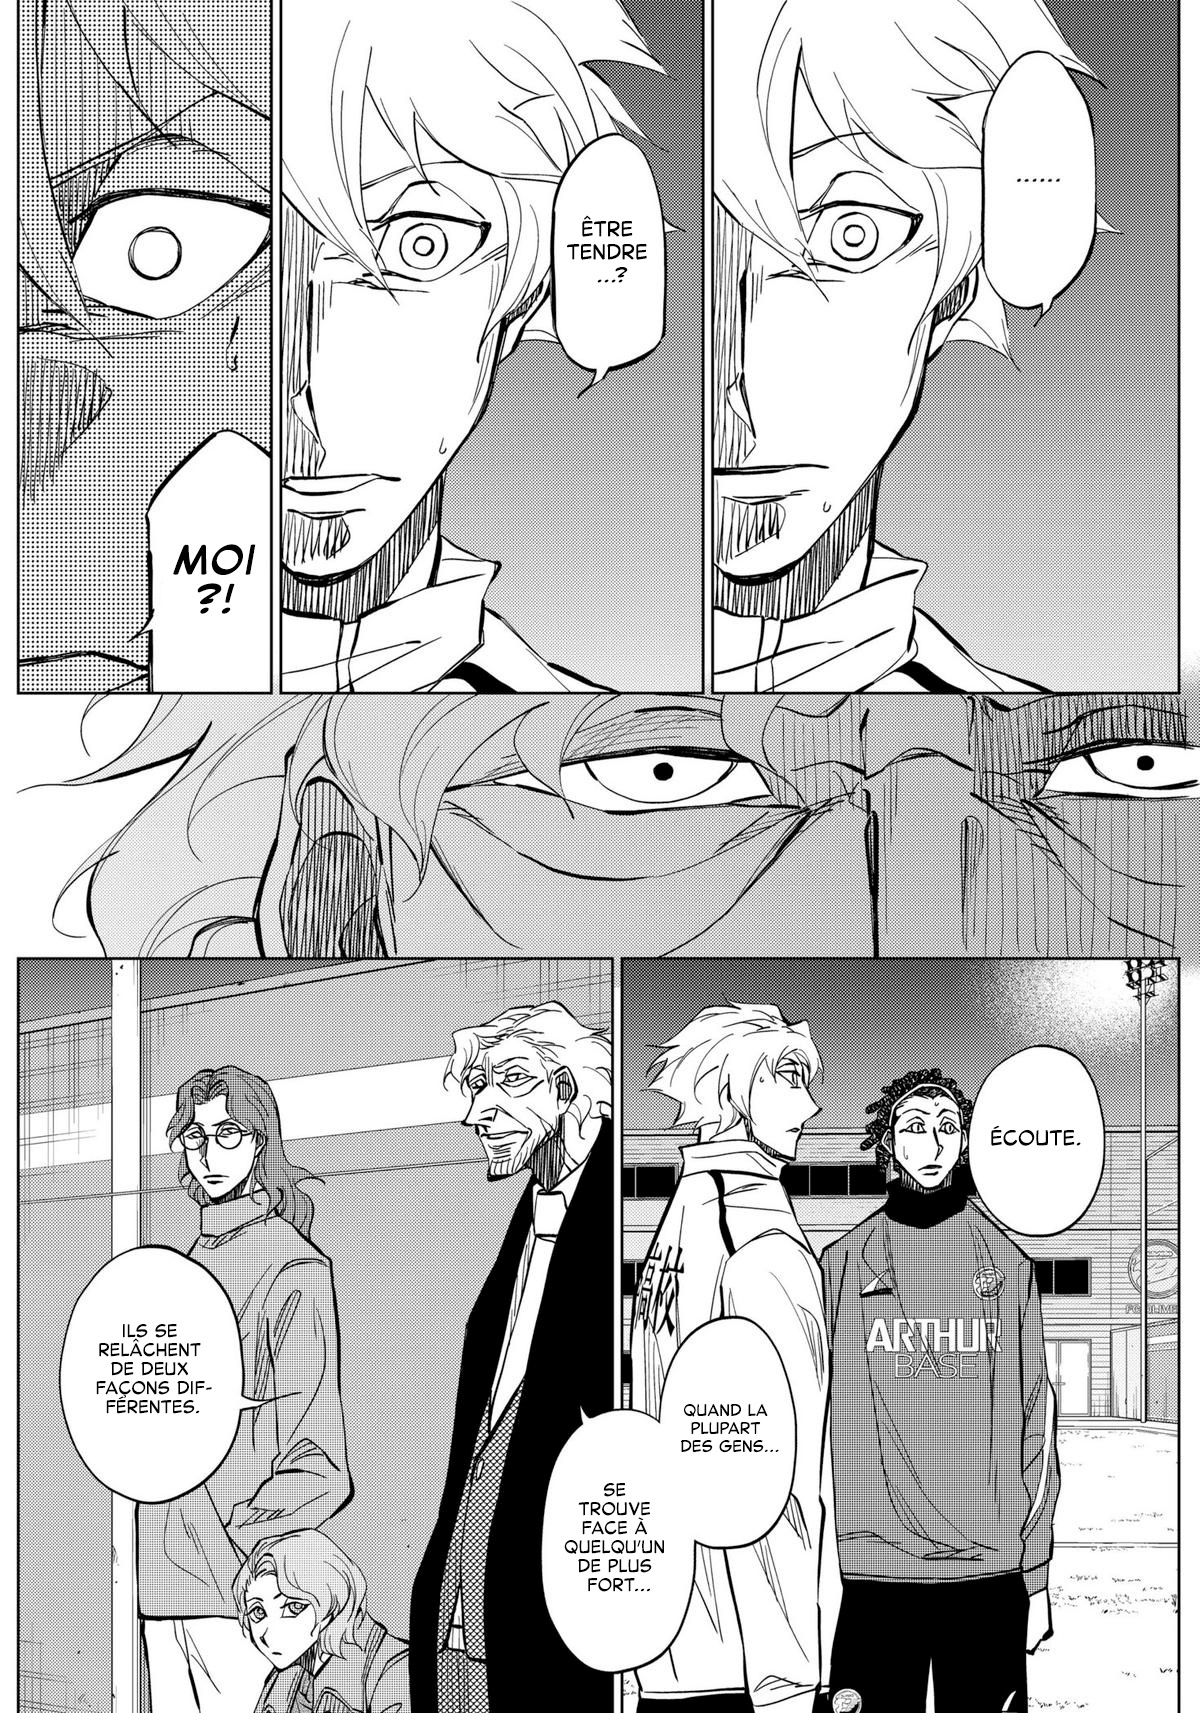 ......
ÊTRE
TENDRE
...?
MOI
?!
ÉCOUTE.
ARTHUR
BASE
QUAND LA
PLUPART
DES GENS...
SE
TROUVE
FACE À
QUELQU'UN
DE PLUS
FORT...
ILS SE
RELÂCHENT
DE DEUX
FAÇONS DIF-
FÉRENTES.